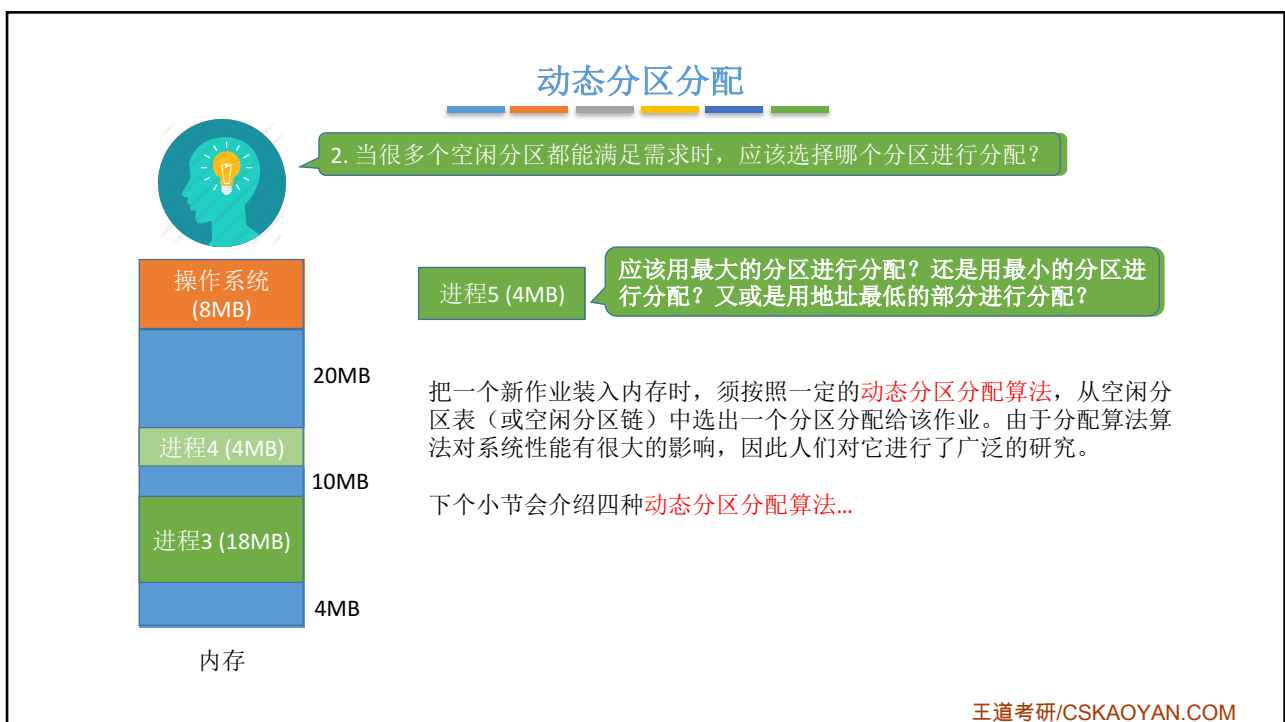 动态分区分配
2. 当很多个空闲分区都能满足需求时，应该选择哪个分区进行分配？
操作系统
(8MB)
进程5 (4MB)
应该用最大的分区进行分配？还是用最小的分区进
行分配？又或是用地址最低的部分进行分配？
20MB
进程4 (4MB)
10MB
进程3 (18MB)
4MB
内存
把一个新作业装入内存时，须按照一定的动态分区分配算法，从空闲分
区表（或空闲分区链）中选出一个分区分配给该作业。由于分配算法算
法对系统性能有很大的影响，因此人们对它进行了广泛的研究。
下个小节会介绍四种动态分区分配算法...
王道考研/CSKAOYAN.COM